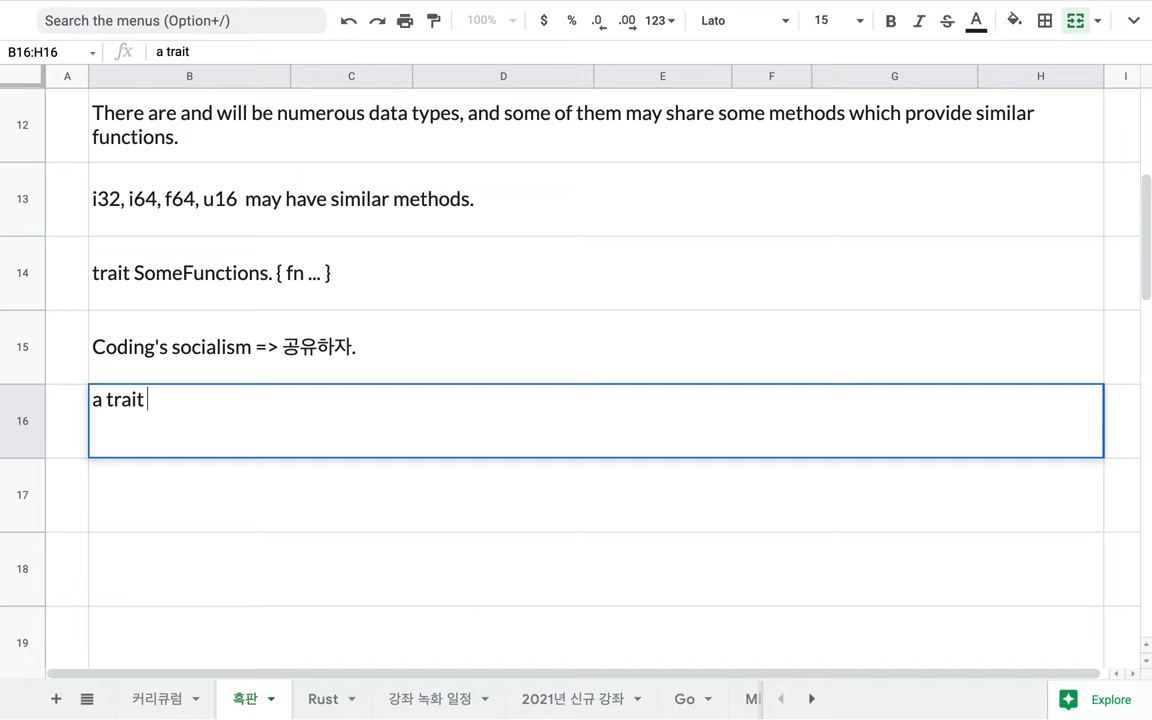 Search the menus (Option+/)
100%
$ % .0 .00 123
Lato
15
B I S A
B16:H16
fx
a trait
A B C D E F G H I
12
There are and will be numerous data types, and some of them may share some methods which provide similar
functions.
13
i32, i64, f64, u16 may have similar methods.
14
trait SomeFunctions. { fn ... }
15
Coding's socialism => 공유하자.
16
a trait
17
18
19
+ 커리큘럼 흑판 Rust 강좌 녹화 일정 2021년 신규 강좌 Go Mi
Explore